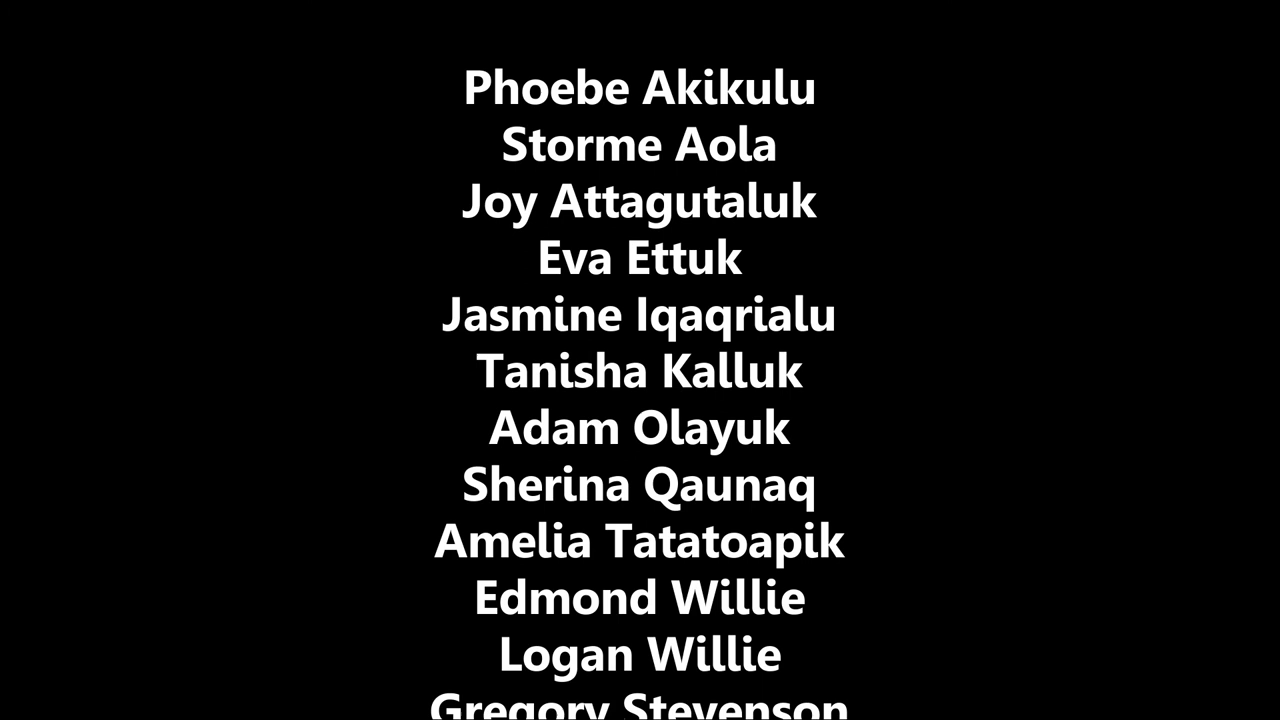 Phoebe Akikulu
Storme Aola
Joy Attagutaluk
Eva Ettuk
Jasmine Iqaqrialu
Tanisha Kalluk
Adam Olayuk
Sherina Qaunaq
Amelia Tatatoapik
Edmond Willie
Logan Willie
Gregory Stevenson